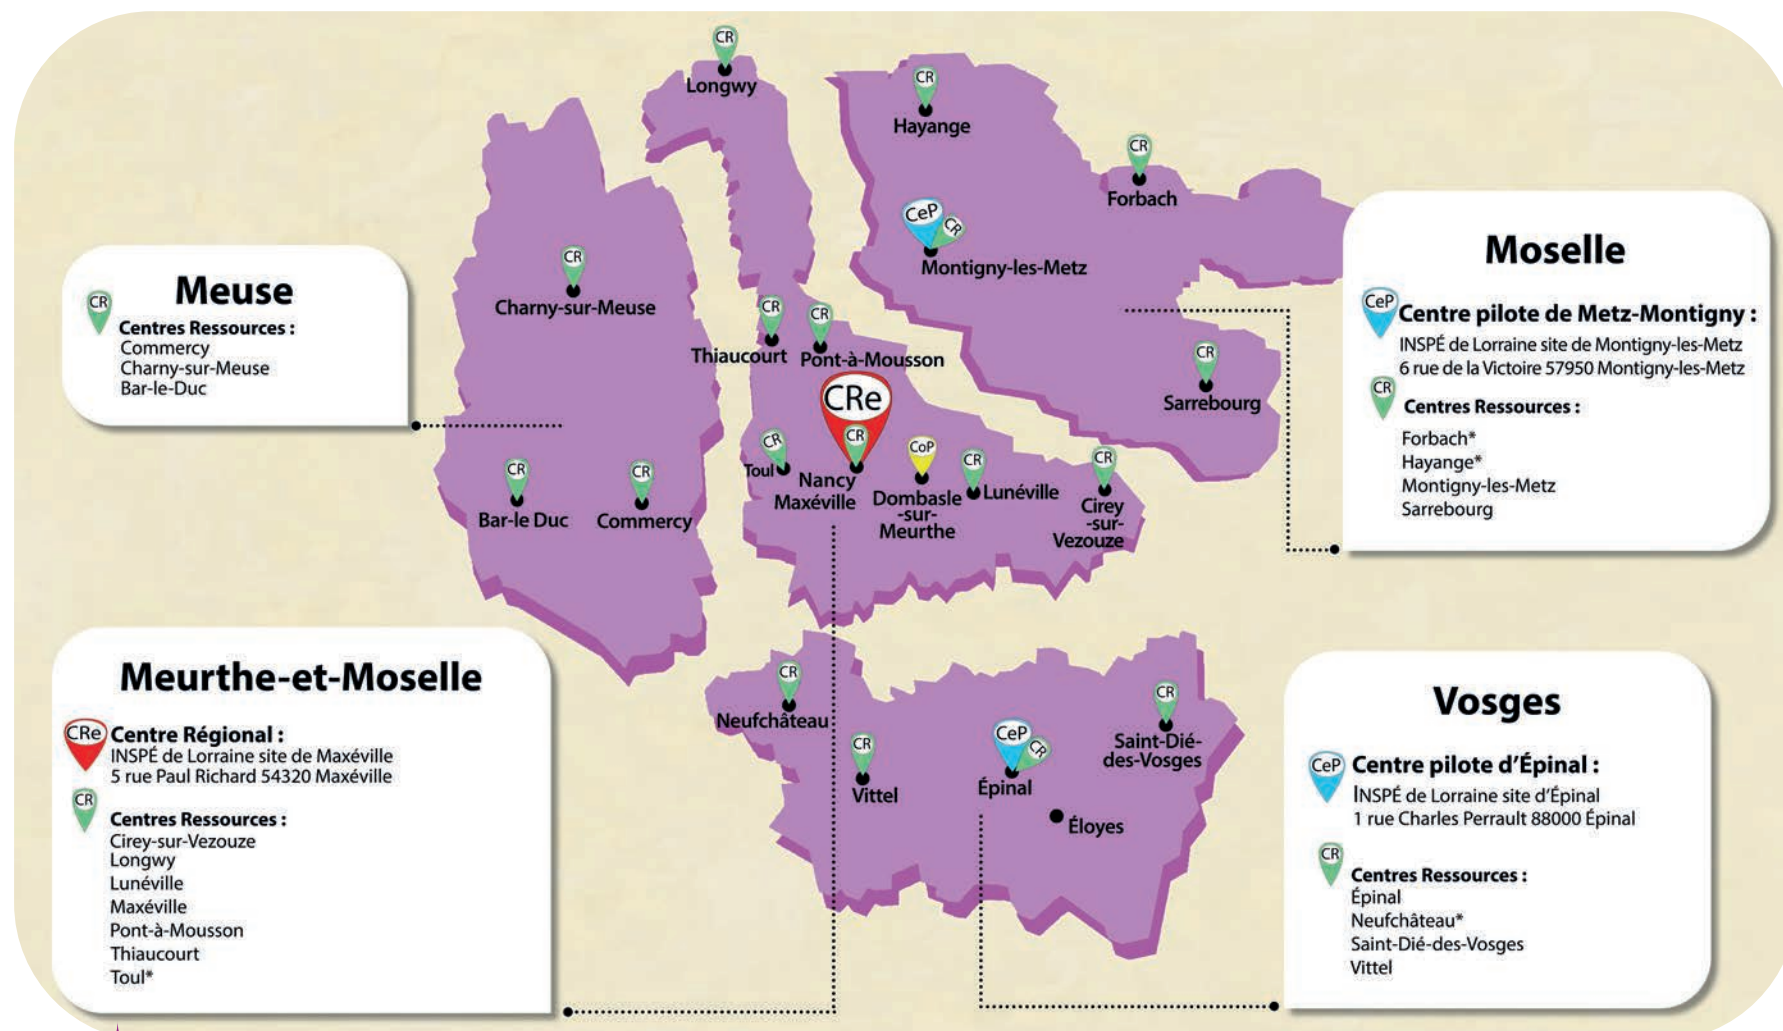 CR
Longwy
CR
Hayange
CR
Forbach
CeP
CR
Montigny-les-Metz
CR
Charny-sur-Meuse
CR
Thiaucourt
CR
Pont-à-Mousson
CR
Sarrebourg
CRe
CR
Nancy
Maxéville
CR
Toul
CoP
Dombasle
-sur-
Meurthe
CR
Lunéville
CR
Cirey
-sur-
Vezouze
CR
Bar-le Duc
CR
Commercy
CR
Neufchâteau
CR
Vittel
CeP
CR
Épinal
Éloyes
CR
Saint-Dié-
des-Vosges
Meuse
CR
Centres Ressources :
Commercy
Charny-sur-Meuse
Bar-le-Duc
Moselle
CeP
Centre pilote de Metz-Montigny :
INSPÉ de Lorraine site de Montigny-les-Metz
6 rue de la Victoire 57950 Montigny-les-Metz
CR
Centres Ressources :
Forbach*
Hayange*
Montigny-les-Metz
Sarrebourg
Meurthe-et-Moselle
CRe
Centre Régional :
INSPÉ de Lorraine site de Maxéville
5 rue Paul Richard 54320 Maxéville
CR
Centres Ressources :
Cirey-sur-Vezouze
Longwy
Lunéville
Maxéville
Pont-à-Mousson
Thiaucourt
Toul*
Vosges
CeP
Centre pilote d'Épinal :
INSPÉ de Lorraine site d'Épinal
1 rue Charles Perrault 88000 Épinal
CR
Centres Ressources :
Épinal
Neufchâteau*
Saint-Dié-des-Vosges
Vittel